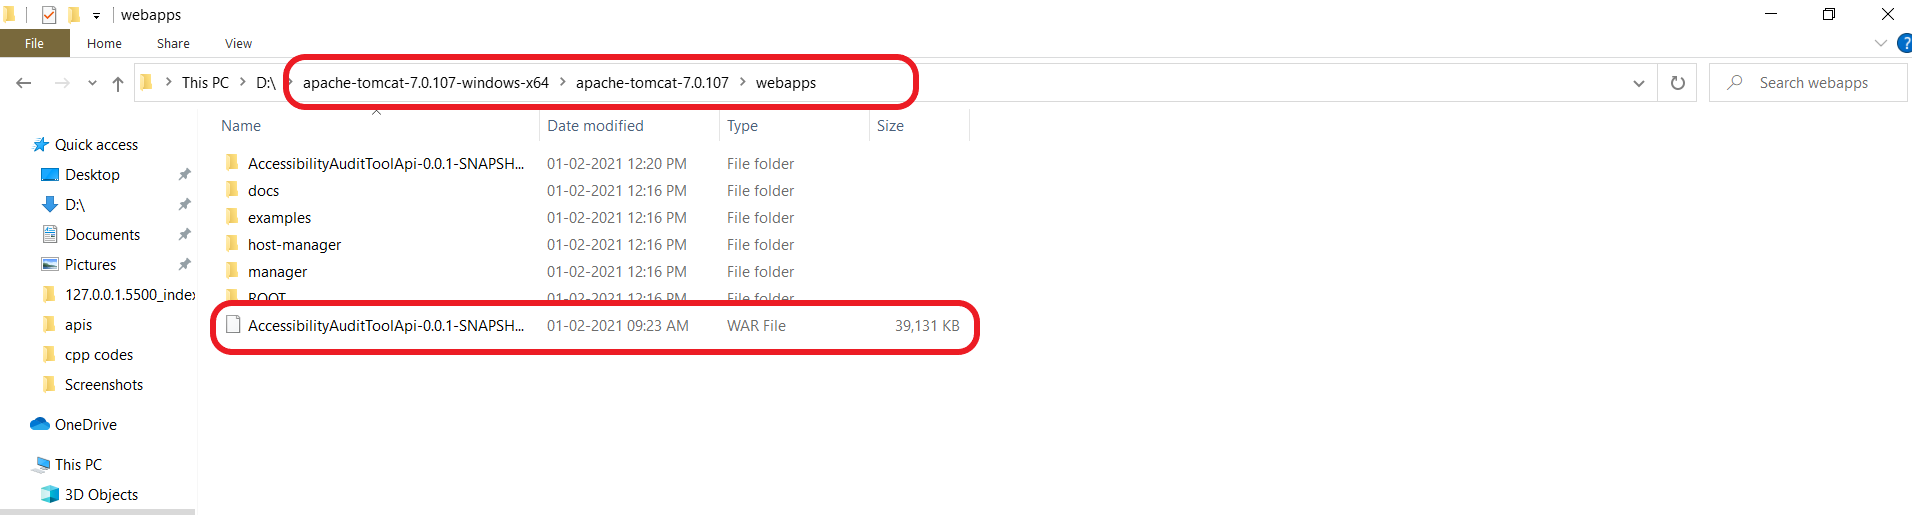 webapps
File Home Share View
This PC D:\ apache-tomcat-7.0.107-windows-x64 apache-tomcat-7.0.107 webapps Search webapps
Name Date modified Type Size
Quick access
Desktop
D:\
Documents
Pictures
127.0.0.1.5500_index
apis
cpp codes
Screenshots
OneDrive
This PC
3D Objects
AccessibilityAuditToolApi-0.0.1-SNAPSH... 01-02-2021 12:20 PM File folder
docs 01-02-2021 12:16 PM File folder
examples 01-02-2021 12:16 PM File folder
host-manager 01-02-2021 12:16 PM File folder
manager 01-02-2021 12:16 PM File folder
ROOT 01-02-2021 12:16 PM File folder
AccessibilityAuditToolApi-0.0.1-SNAPSH... 01-02-2021 09:23 AM WAR File 39,131 KB